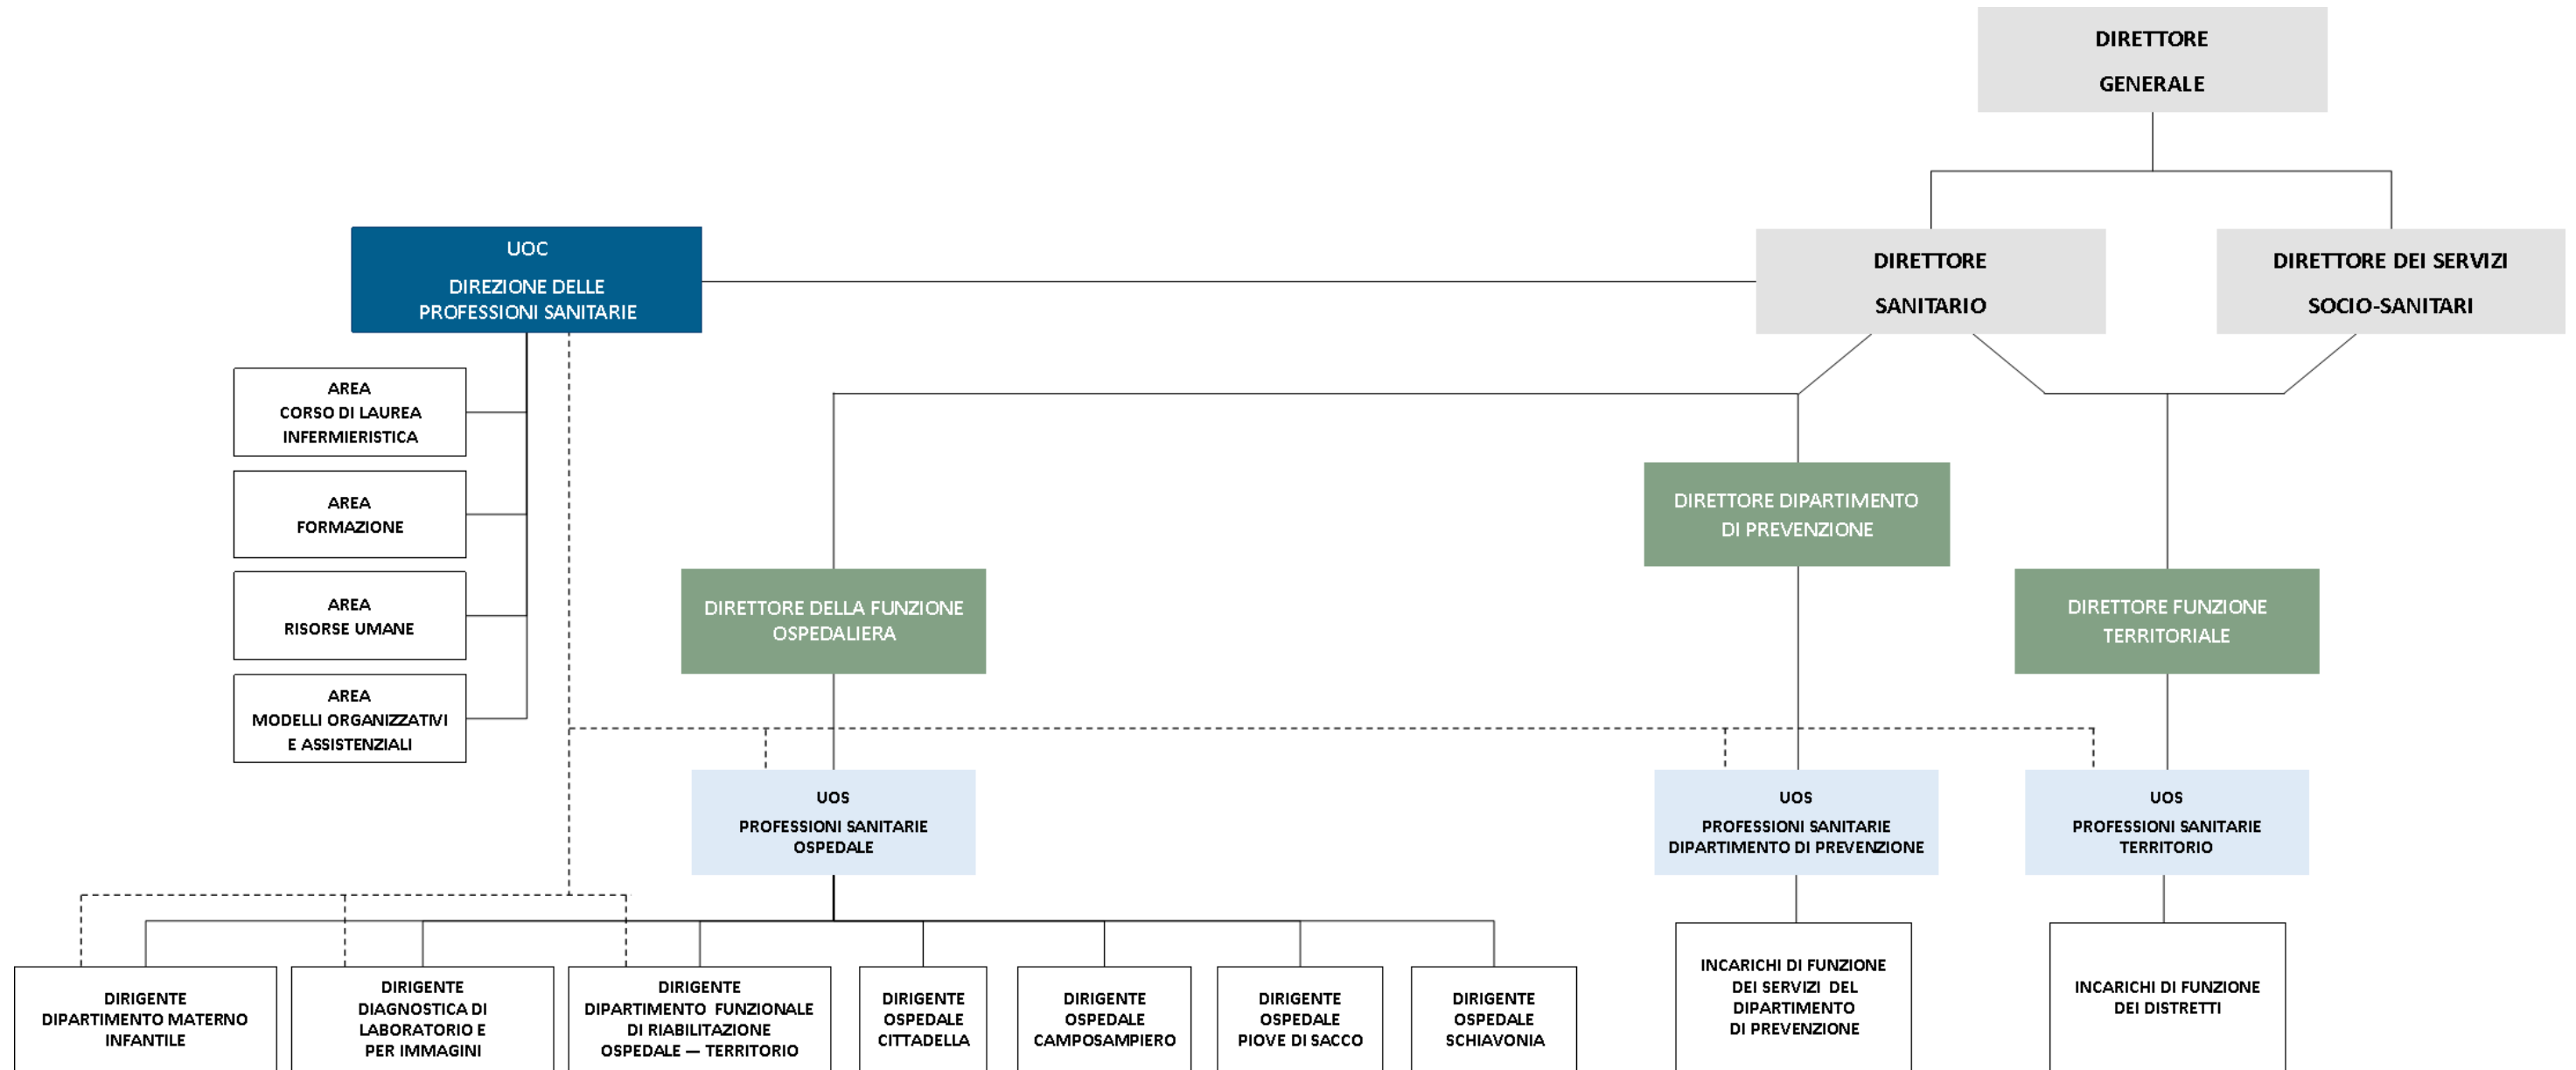 DIRETTORE
GENERALE
UOC
DIREZIONE DELLE
PROFESSIONI SANITARIE
DIRETTORE
SANITARIO
DIRETTORE DEI SERVIZI
SOCIO-SANITARI
AREA
CORSO DI LAUREA
INFERMIERISTICA
AREA
FORMAZIONE
AREA
RISORSE UMANE
AREA
MODELLI ORGANIZZATIVI
E ASSISTENZIALI
DIRETTORE DIPARTIMENTO
DI PREVENZIONE
DIRETTORE DELLA FUNZIONE
OSPEDALIERA
DIRETTORE FUNZIONE
TERRITORIALE
UOS
PROFESSIONI SANITARIE
OSPEDALE
UOS
PROFESSIONI SANITARIE
DIPARTIMENTO DI PREVENZIONE
UOS
PROFESSIONI SANITARIE
TERRITORIO
DIRIGENTE
DIPARTIMENTO MATERNO
INFANTILE
DIRIGENTE
DIAGNOSTICA DI
LABORATORIO E
PER IMMAGINI
DIRIGENTE
DIPARTIMENTO FUNZIONALE
DI RIABILITAZIONE
OSPEDALE — TERRITORIO
DIRIGENTE
OSPEDALE
CITTADELLA
DIRIGENTE
OSPEDALE
CAMPOSAMPIERO
DIRIGENTE
OSPEDALE
PIOVE DI SACCO
DIRIGENTE
OSPEDALE
SCHIAVONIA
INCARICHI DI FUNZIONE
DEI SERVIZI DEL
DIPARTIMENTO
DI PREVENZIONE
INCARICHI DI FUNZIONE
DEI DISTRETTI